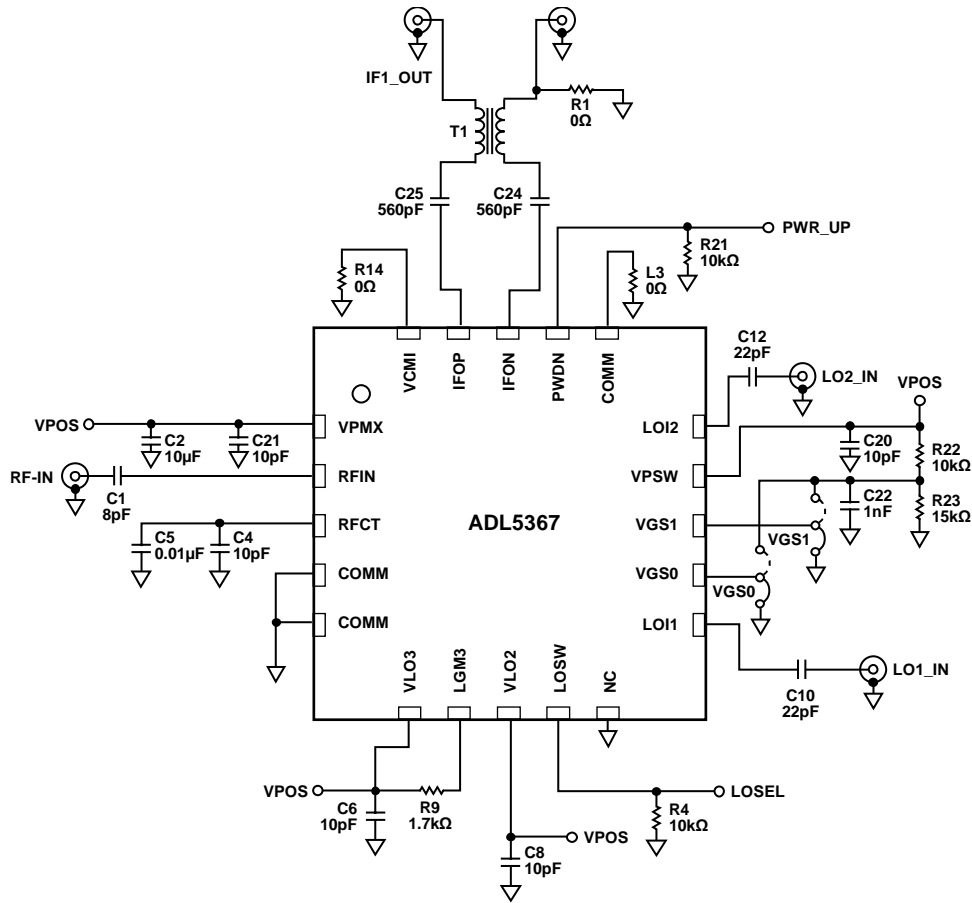 IF1_OUT
R1
0Ω
T1
C25
560pF
C24
560pF
PWR_UP
R21
10kΩ
R14
0Ω
L3
0Ω
C12
22pF
LO2_IN
VPOS
VCMI
IFOP
IFON
PWDN
COMM
VPOS
C2
10µF
C21
10pF
VPMX
LOI2
C20
10pF
R22
10kΩ
RF-IN
C1
8pF
RFIN
VPSW
C22
1nF
R23
15kΩ
C5
0.01µF
C4
10pF
RFCT
ADL5367
VGS1
VGS1
COMM
VGS0
VGS0
COMM
LOI1
VLO3
LGM3
VLO2
LOSW
NC
LO1_IN
C10
22pF
VPOS
C6
10pF
R9
1.7kΩ
LOSEL
R4
10kΩ
VPOS
C8
10pF